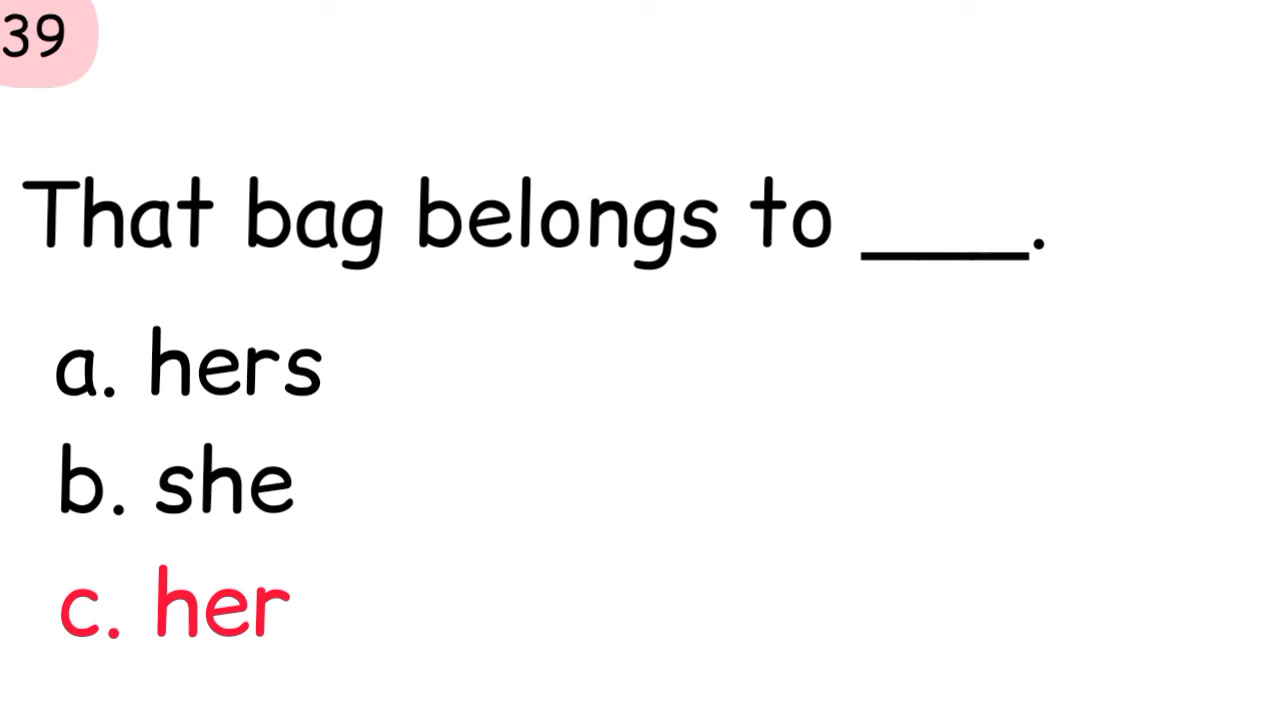 39
That bag belongs to ____.
a. hers
b. she
c. her